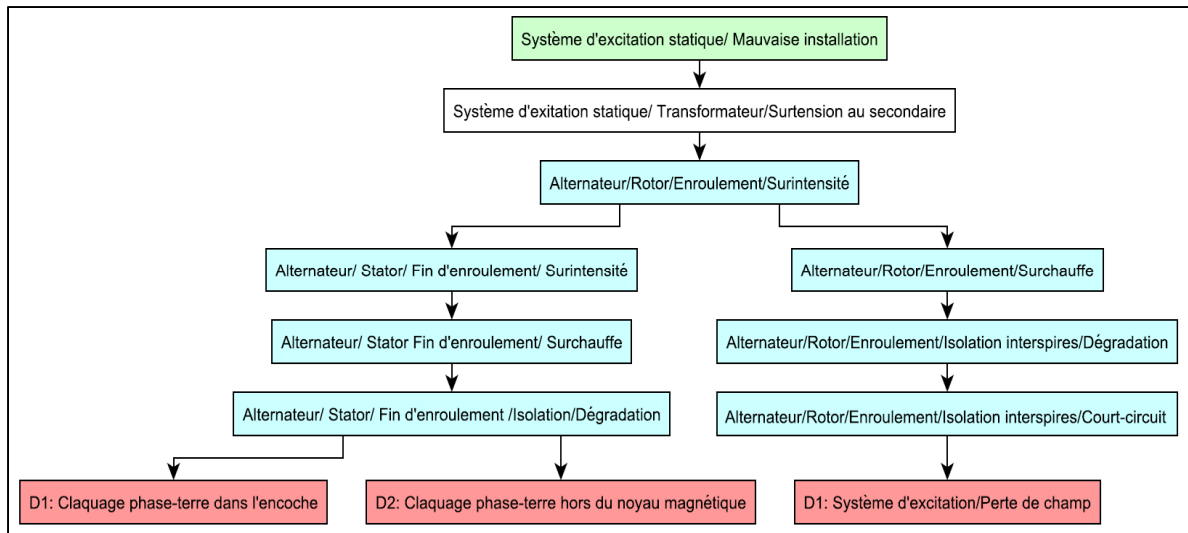 Système d'excitation statique/ Mauvaise installation
Système d'exitation statique/ Transformateur/Surtension au secondaire
Alternateur/Rotor/Enroulement/Surintensité
Alternateur/ Stator/ Fin d'enroulement/ Surintensité
Alternateur/Rotor/Enroulement/Surchauffe
Alternateur/ Stator Fin d'enroulement/ Surchauffe
Alternateur/Rotor/Enroulement/Isolation interspires/Dégradation
Alternateur/ Stator/ Fin d'enroulement /Isolation/Dégradation
Alternateur/Rotor/Enroulement/Isolation interspires/Court-circuit
D1: Claquage phase-terre dans l'encoche
D2: Claquage phase-terre hors du noyau magnétique
D1: Système d'excitation/Perte de champ